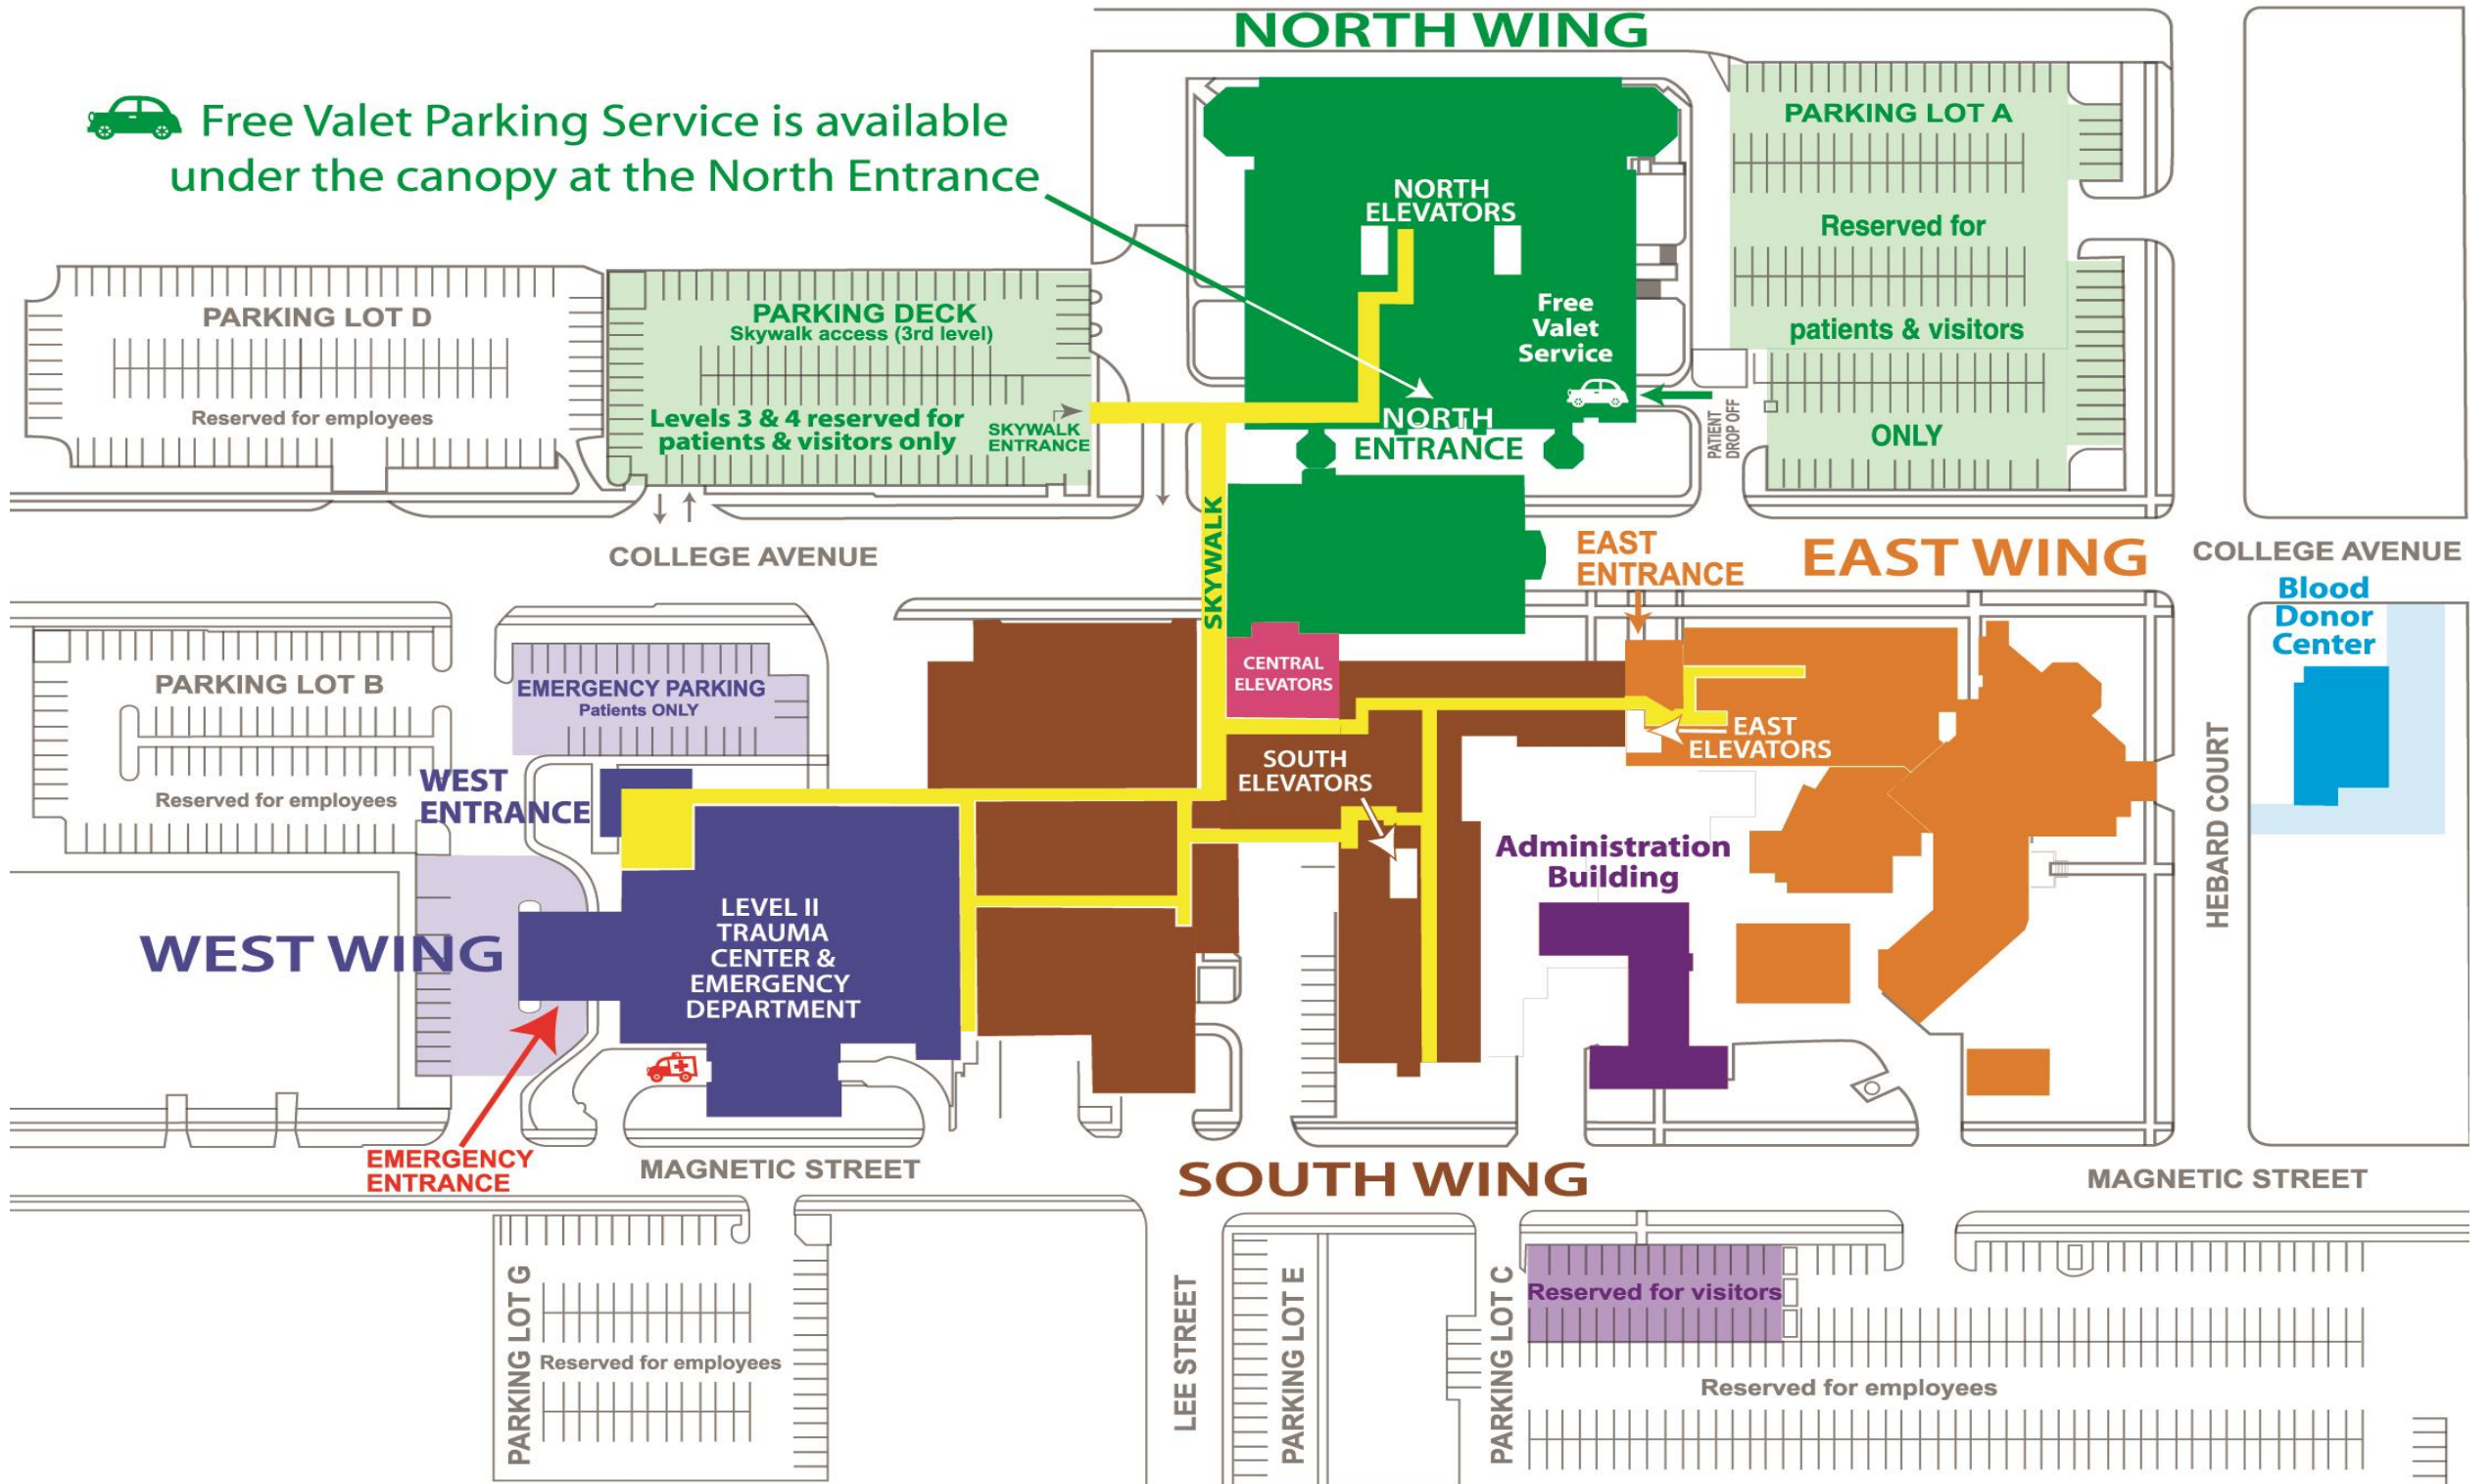 NORTH WING
Free Valet Parking Service is available
under the canopy at the North Entrance
PARKING LOT A
Reserved for
patients & visitors
ONLY
NORTH
ELEVATORS
Free
Valet
Service
NORTH
ENTRANCE
PATIENT
DROP OFF
PARKING LOT D
Reserved for employees
PARKING DECK
Skywalk access (3rd level)
Levels 3 & 4 reserved for
patients & visitors only
SKYWALK
ENTRANCE
COLLEGE AVENUE
SKYWALK
EAST
ENTRANCE
EAST WING
COLLEGE AVENUE
Blood
Donor
Center
PARKING LOT B
Reserved for employees
EMERGENCY PARKING
Patients ONLY
WEST
ENTRANCE
CENTRAL
ELEVATORS
SOUTH
ELEVATORS
EAST
ELEVATORS
Administration
Building
HEBARD COURT
WEST WING
LEVEL II
TRAUMA
CENTER &
EMERGENCY
DEPARTMENT
EMERGENCY
ENTRANCE
MAGNETIC STREET
SOUTH WING
MAGNETIC STREET
PARKING LOT G
Reserved for employees
LEE STREET
PARKING LOT E
PARKING LOT C
Reserved for visitors
Reserved for employees